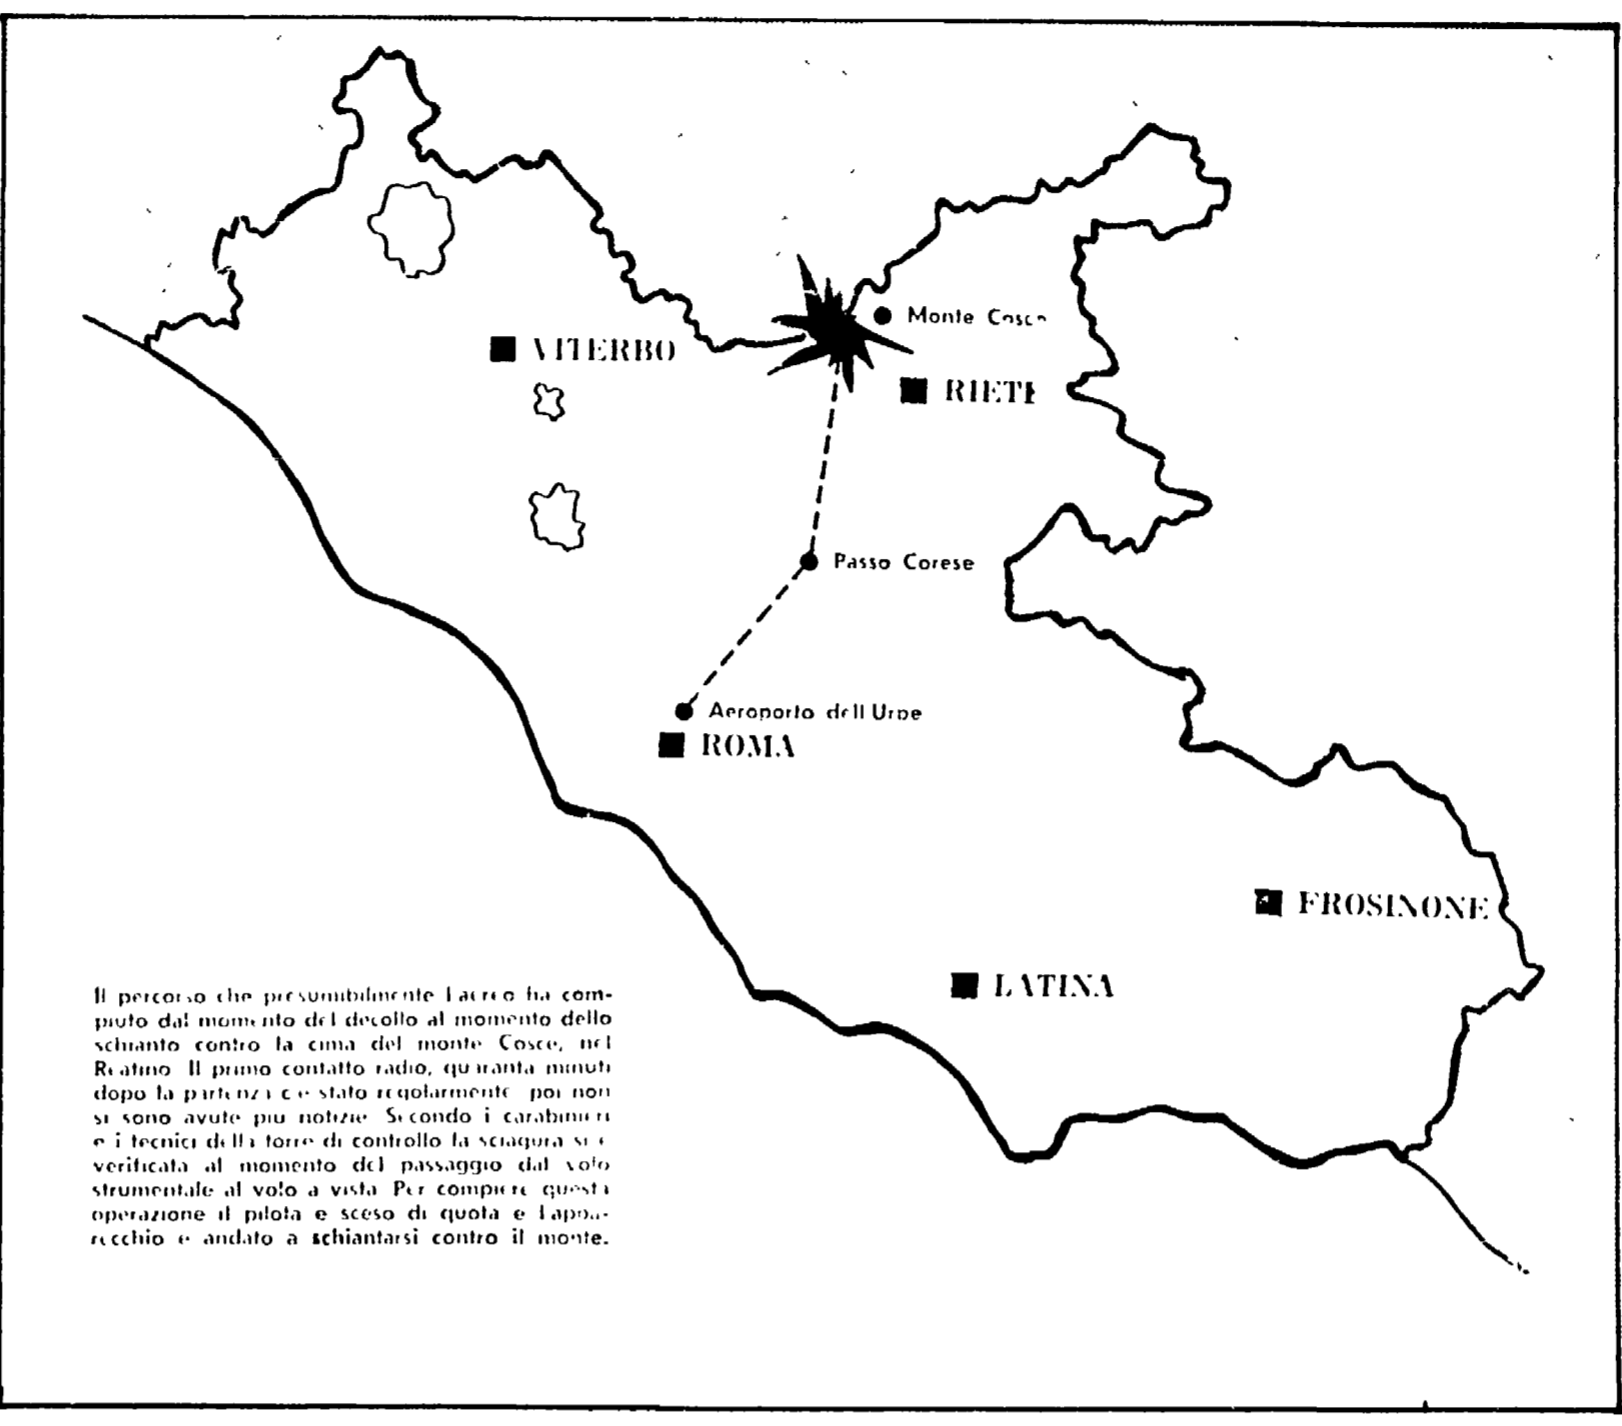 Monte Cosce
VITERBO
RIETI
Passo Corese
Aeroporto dell Urbe
ROMA
FROSINONE
LATINA
Il percorso che presumibilmente l aereo ha com-
piuto dal momento del decollo al momento dello
schianto contro la cima del monte Cosce, nel
Reatino Il primo contatto radio, quaranta minuti
dopo la partenza c e stato regolarmente poi non
si sono avute piu notizie Secondo i carabinieri
e i tecnici della torre di controllo la sciagura si e
verificata al momento del passaggio dal volo
strumentale al volo a vista Per compiere questa
operazione il pilota e sceso di quota e l appa-
recchio e andato a schiantarsi contro il monte.